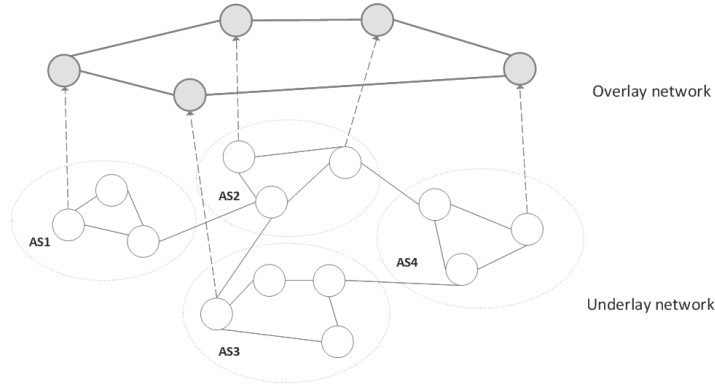 Overlay network
AS2
AS1
AS4
Underlay network
AS3